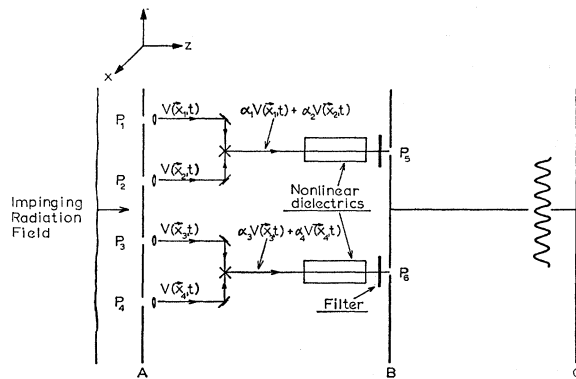 Z
X
V(x⃗₁,t)
α₁V(x⃗₁,t) + α₂V(x⃗₂,t)
P₁
P₅
V(x⃗₂,t)
P₂
Nonlinear
dielectrics
Impinging
Radiation
Field
V(x⃗₃,t)
α₃V(x⃗₃,t) + α₄V(x⃗₄,t)
P₃
P₆
V(x⃗₄,t)
P₄
Filter
A
B